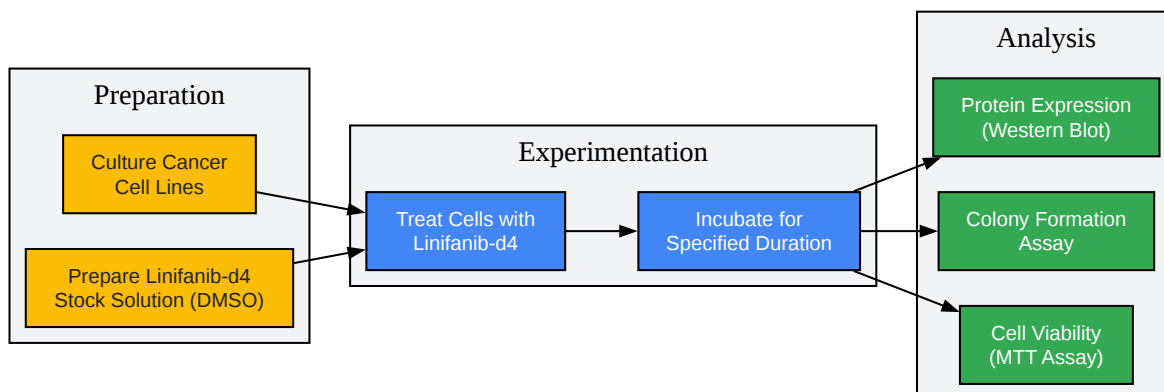 Preparation
Culture Cancer
Cell Lines
Prepare Linifanib-d4
Stock Solution (DMSO)
Experimentation
Treat Cells with
Linifanib-d4
Incubate for
Specified Duration
Analysis
Protein Expression
(Western Blot)
Colony Formation
Assay
Cell Viability
(MTT Assay)